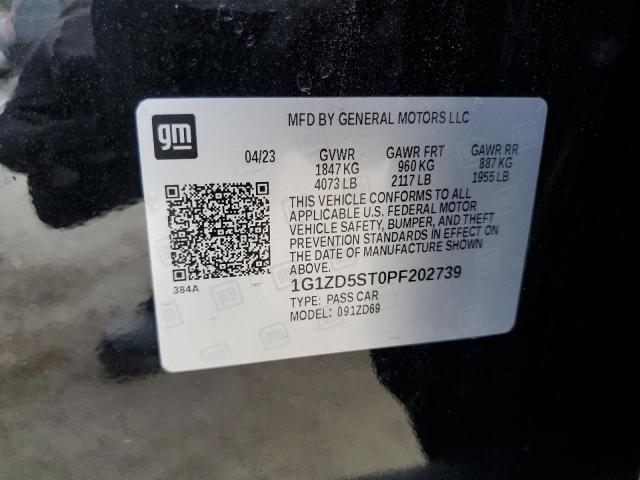 gm
MFD BY GENERAL MOTORS LLC
04/23 GVWR GAWR FRT GAWR RR
1847 KG 960 KG 887 KG
4073 LB 2117 LB 1955 LB
THIS VEHICLE CONFORMS TO ALL
APPLICABLE U.S. FEDERAL MOTOR
VEHICLE SAFETY, BUMPER, AND THEFT
PREVENTION STANDARDS IN EFFECT ON
THE DATE OF MANUFACTURE SHOWN
ABOVE.
384A
1G1ZD5ST0PF202739
TYPE: PASS CAR
MODEL: 091ZD69